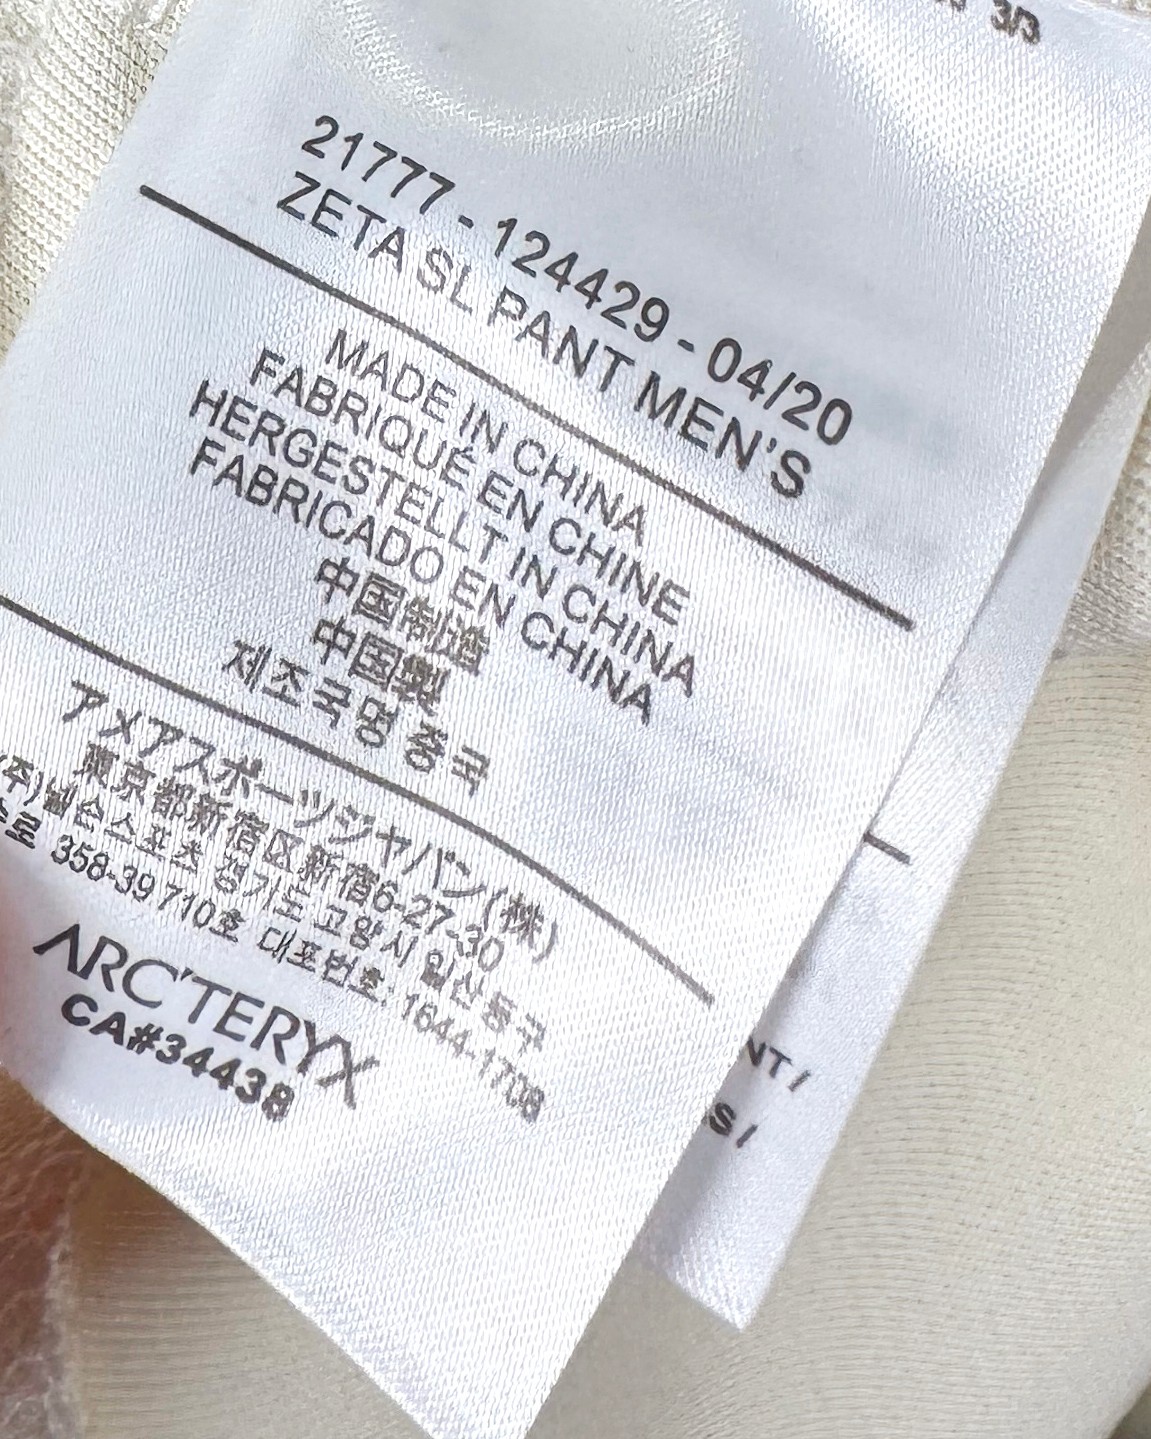 3/3
21777 - 124429 - 04/20
ZETA SL PANT MEN'S
MADE IN CHINA
FABRIQUÉ EN CHINE
HERGESTELLT IN CHINA
FABRICADO EN CHINA
中国制造
中国製
제조국명 중국
アメアスポーツジャパン(株)
東京都新宿区新宿6-27-30
(주)넬슨스포츠 경기도 고양시 일산동구
358-39 710호 대표번호: 1644-1708
ARC'TERYX
CA#34438
NT /
S /